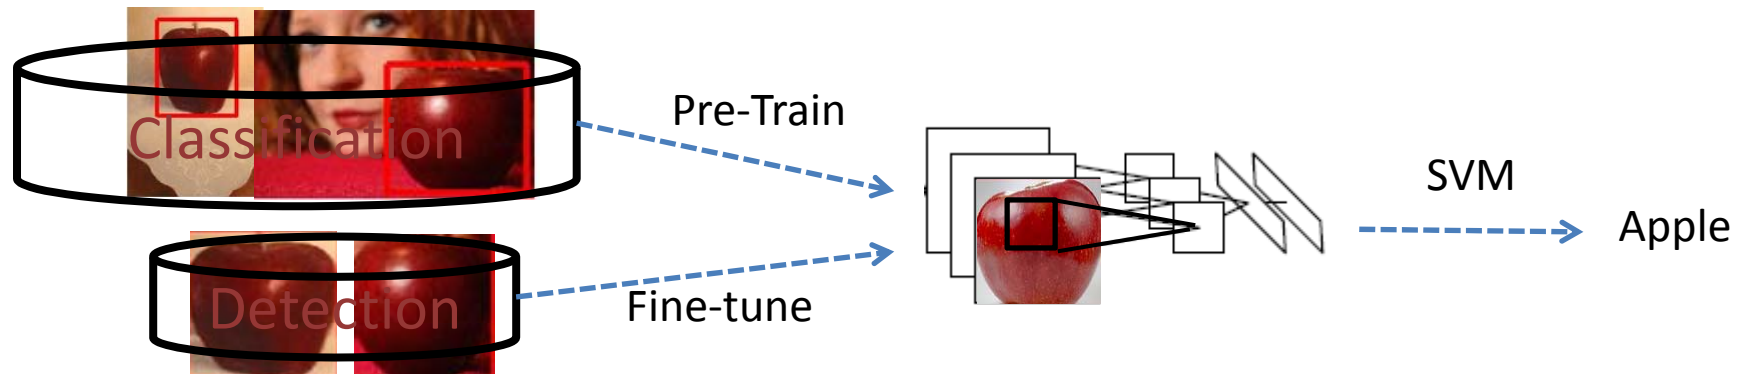 Classification
Pre-Train
SVM
Apple
Detection
Fine-tune